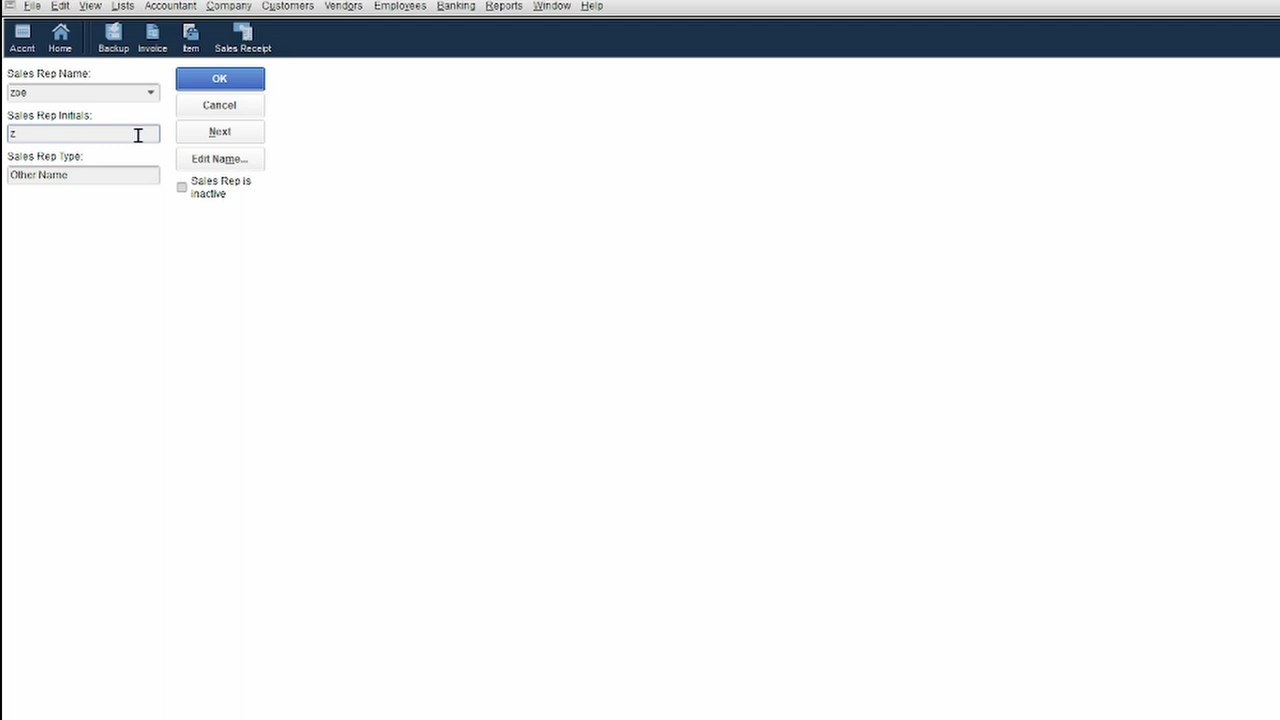 File Edit View Lists Accountant Company Customers Vendors Employees Banking Reports Window Help
Accnt Home Backup Invoice Item Sales Receipt
Sales Rep Name:
zoe
Sales Rep Initials:
z
Sales Rep Type:
Other Name
OK
Cancel
Next
Edit Name...
Sales Rep is
inactive